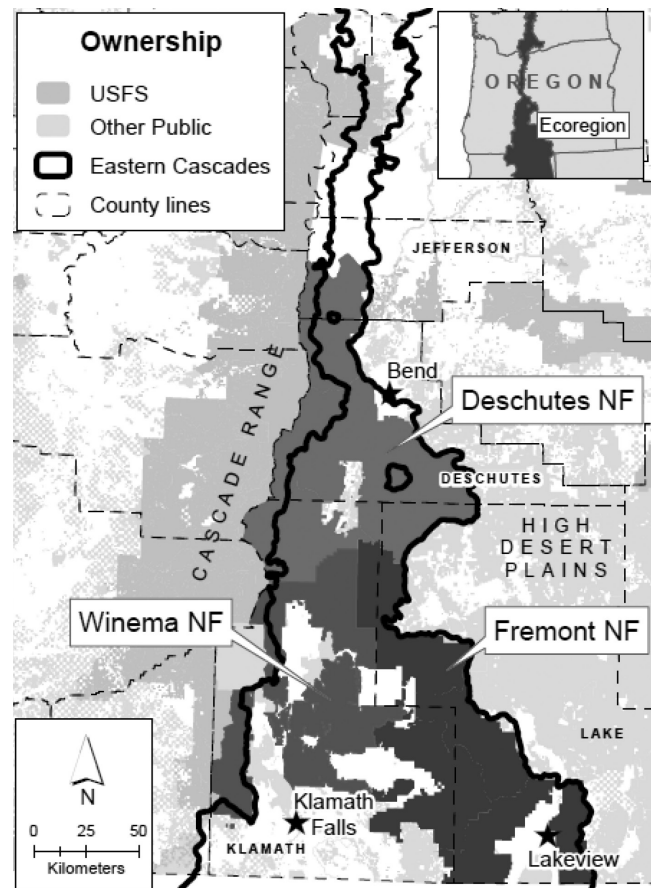 Ownership
USFS
Other Public
Eastern Cascades
County lines
OREGON
Ecoregion
JEFFERSON
CASCADE RANGE
Bend
Deschutes NF
DESCHUTES
HIGH
DESERT
PLAINS
Winema NF
Fremont NF
LAKE
N
0 25 50
Kilometers
Klamath
Falls
KLAMATH
Lakeview